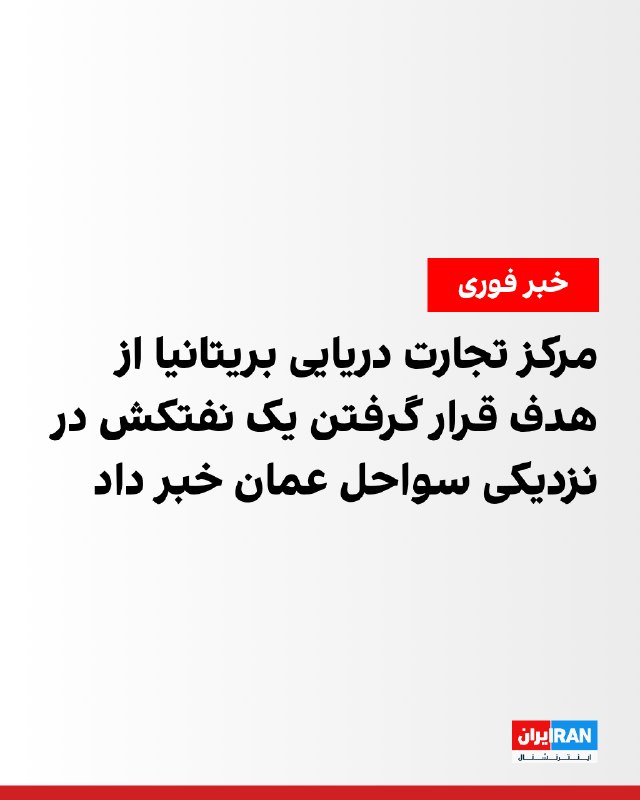 خبر فوری
مرکز تجارت دریایی بریتانیا از
هدف قرار گرفتن یک نفتکش در
نزدیکی سواحل عمان خبر داد
ایران IRAN
اینترنشنال